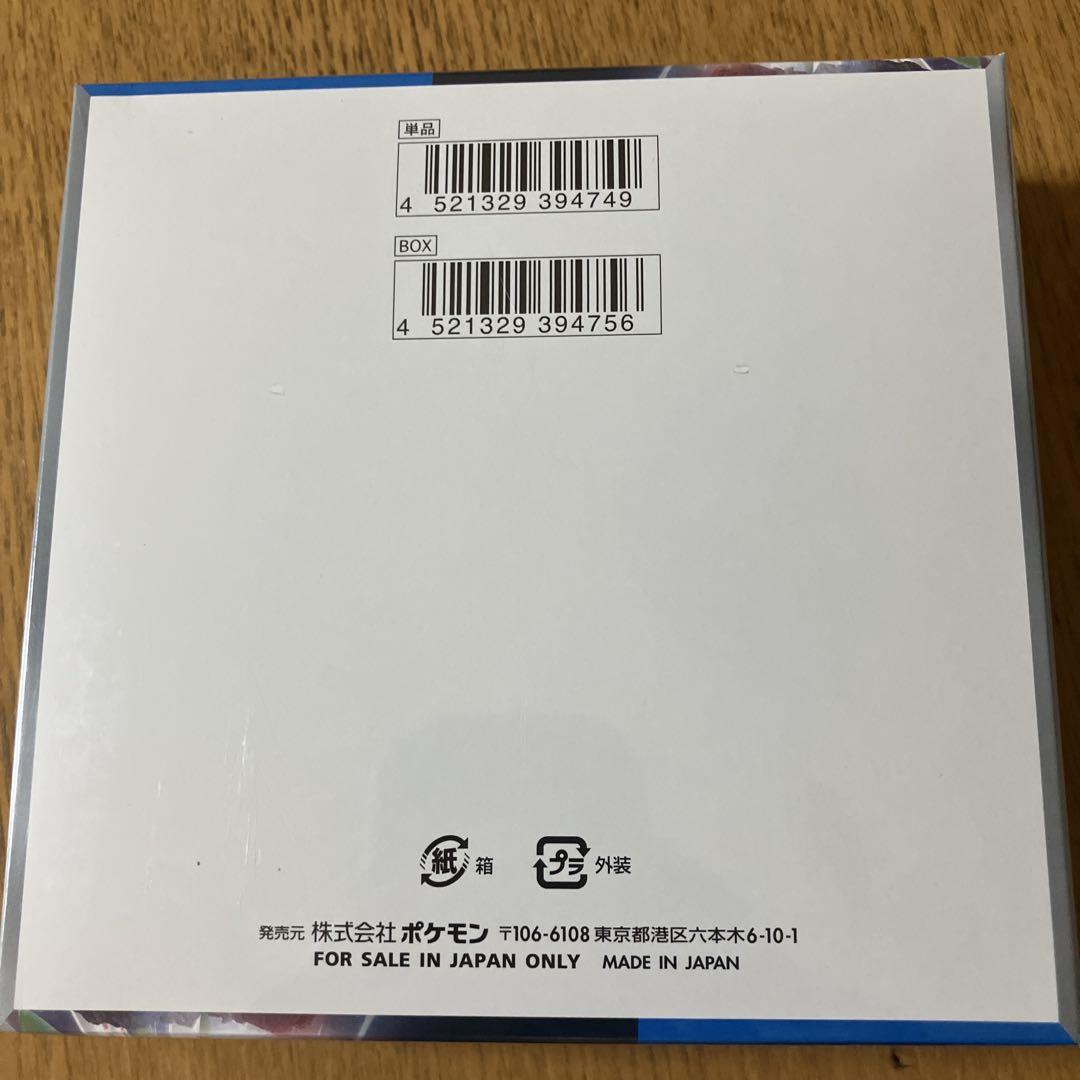 単品
4 521329 394749
BOX
4 521329 394756
紙 箱 プラ 外装
発売元 株式会社 ポケモン 〒106-6108 東京都港区六本木6-10-1
FOR SALE IN JAPAN ONLY MADE IN JAPAN